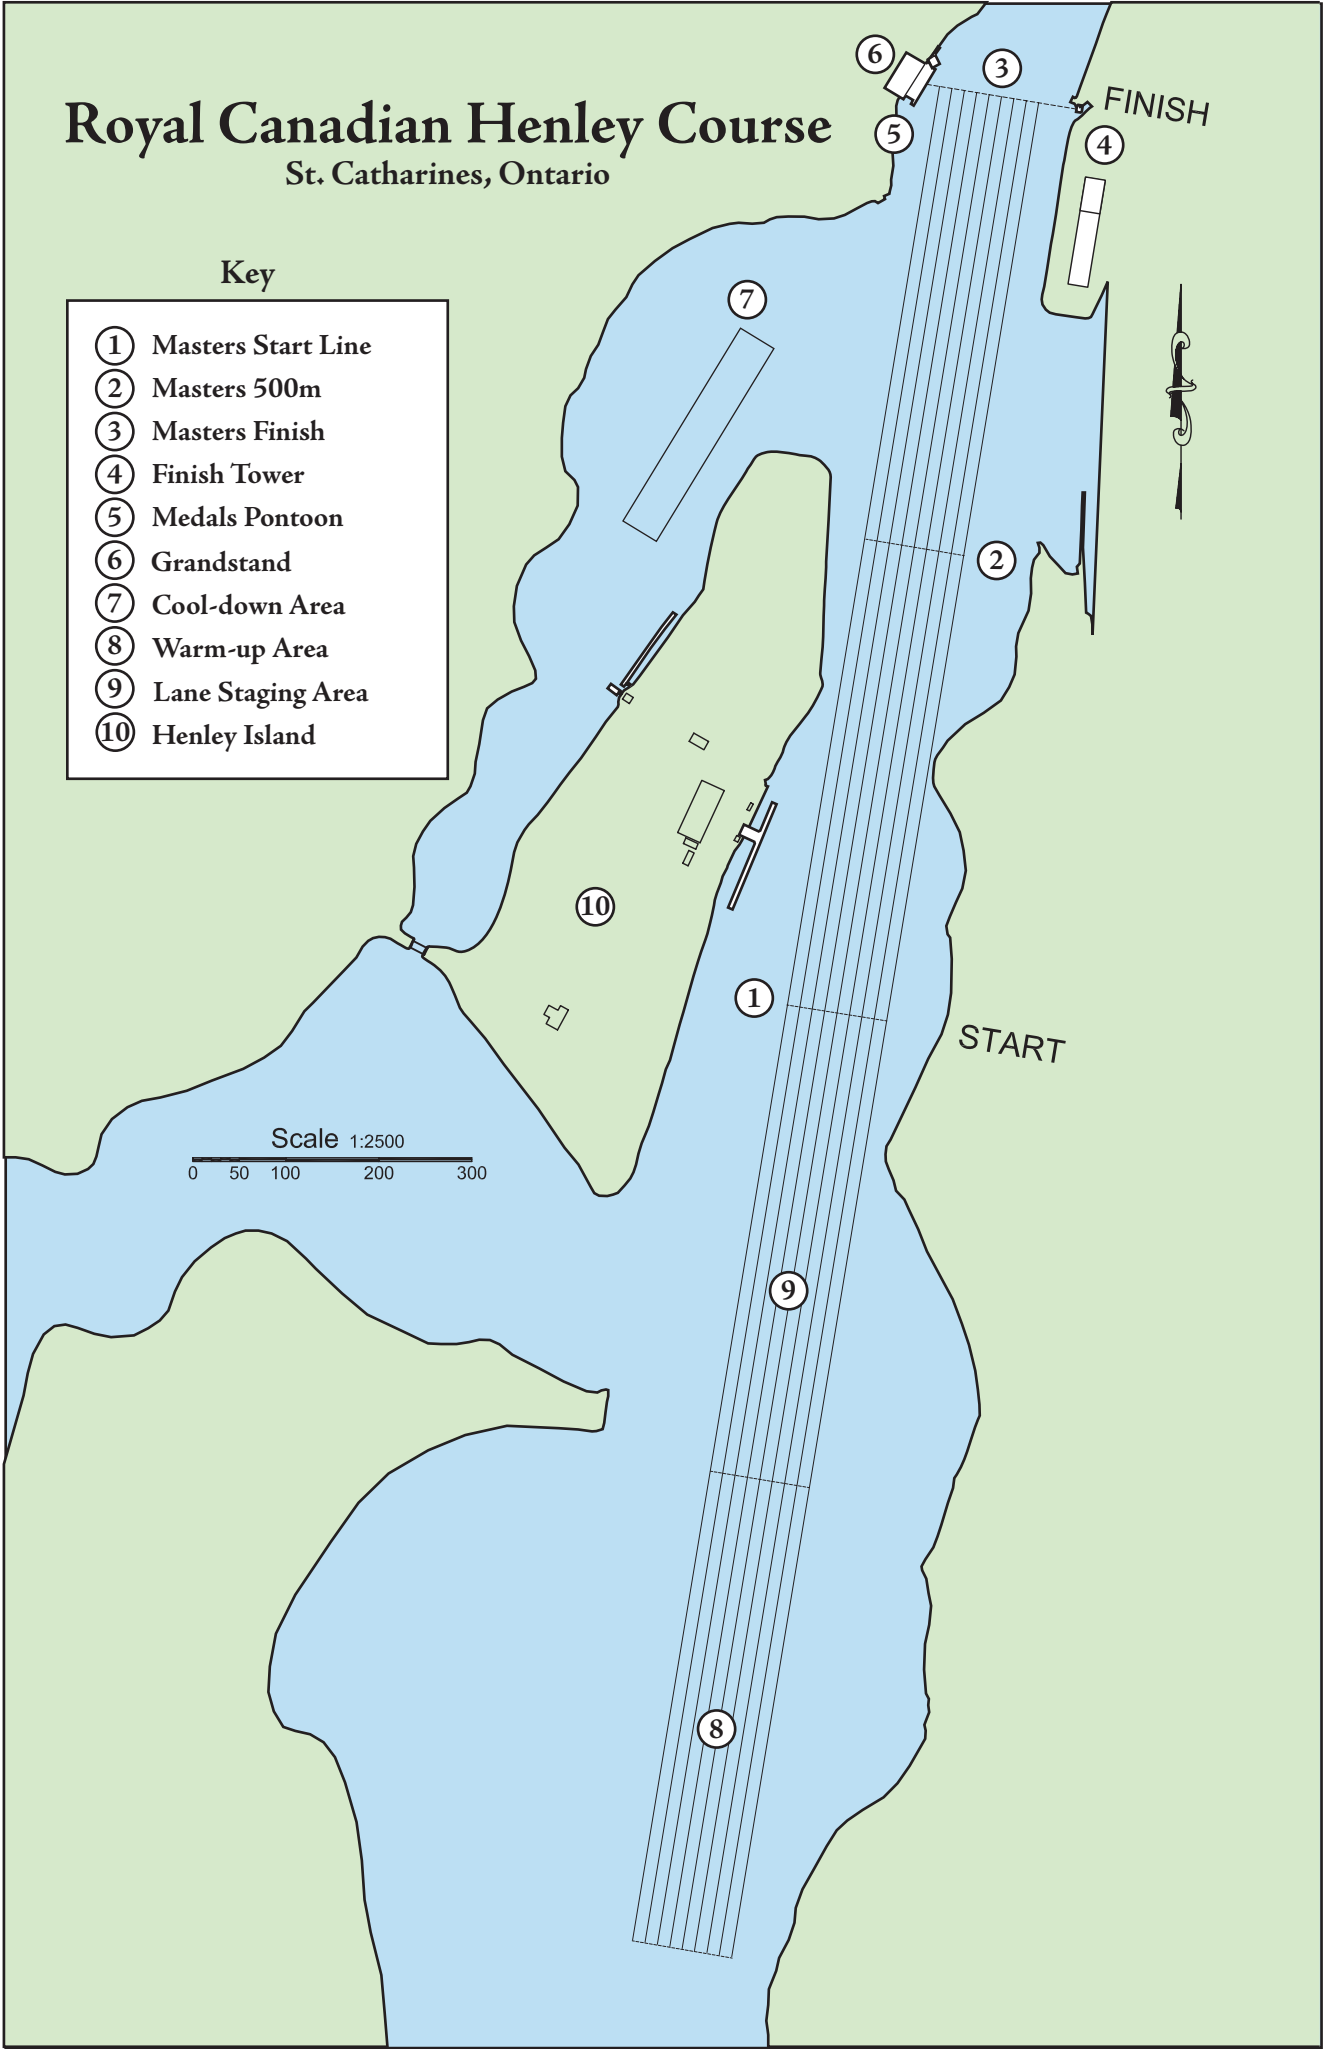 6
3
FINISH
Royal Canadian Henley Course
5
4
St. Catharines, Ontario
Key
7
1 Masters Start Line
2 Masters 500m
3 Masters Finish
4 Finish Tower
5 Medals Pontoon
6 Grandstand
7 Cool-down Area
8 Warm-up Area
9 Lane Staging Area
10 Henley Island
2
10
1
START
Scale 1:2500
0 50 100 200 300
9
8